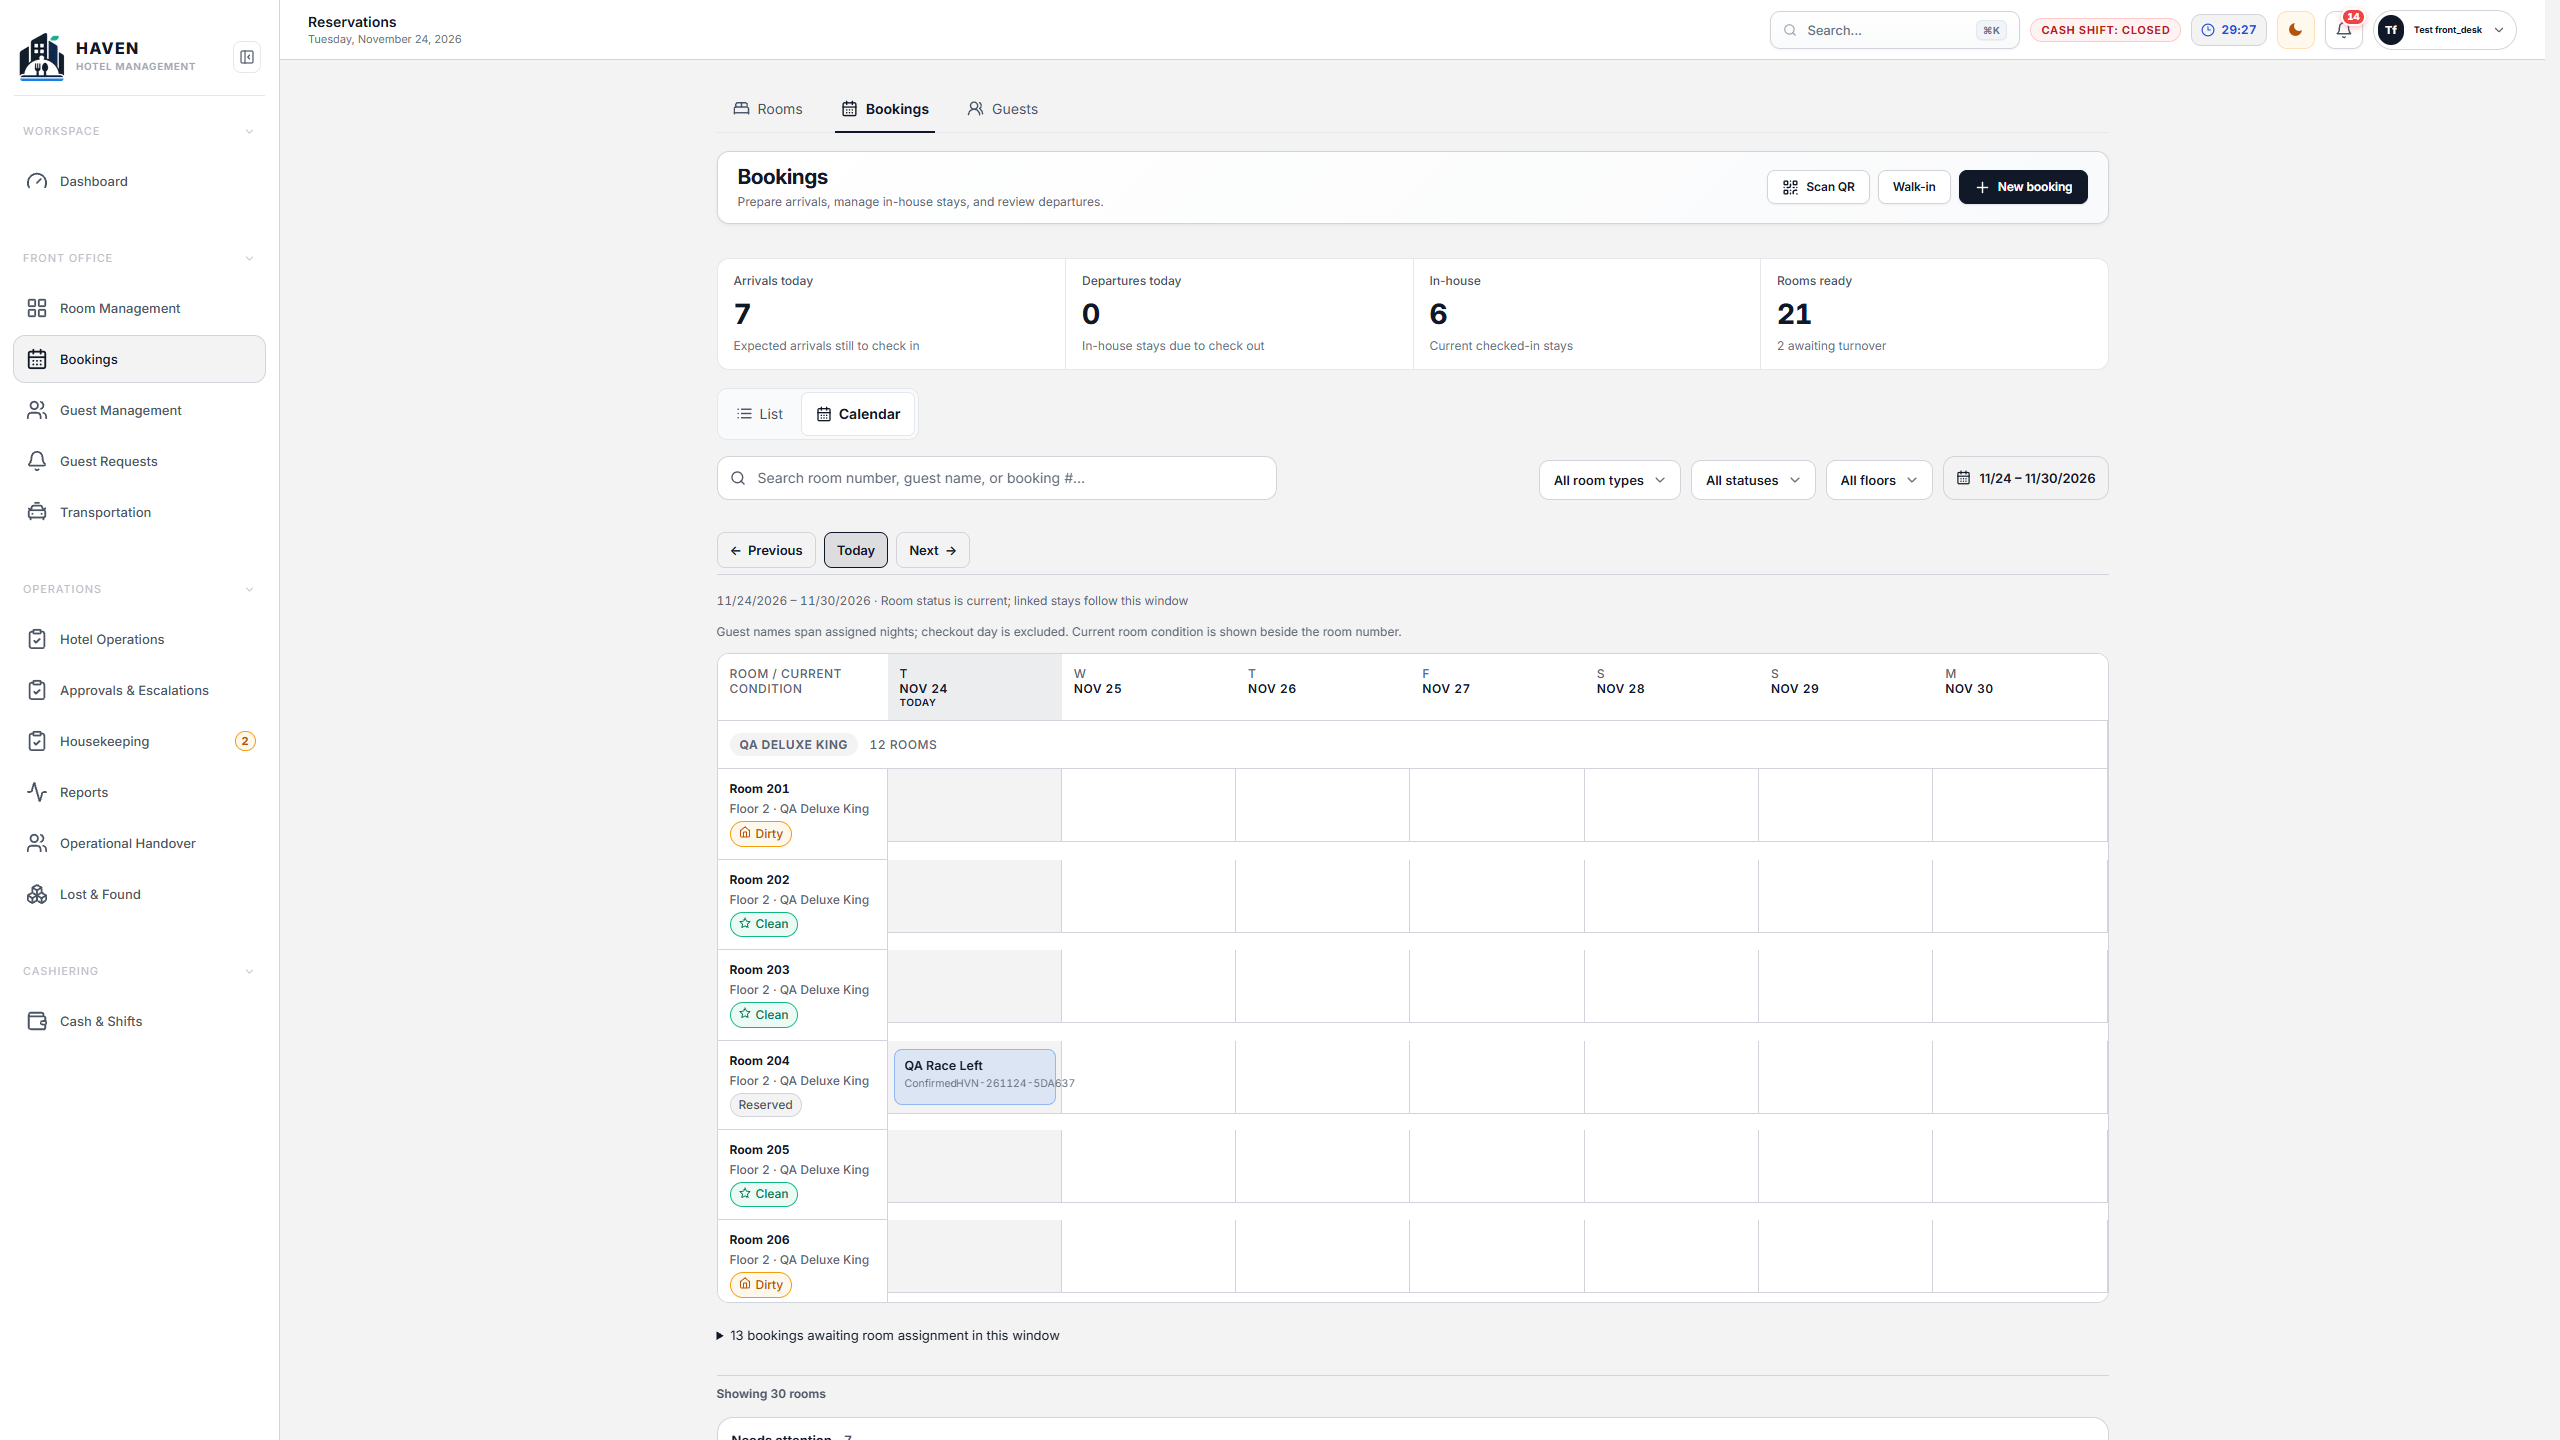 HAVEN
HOTEL MANAGEMENT
WORKSPACE
Dashboard
FRONT OFFICE
Room Management
Bookings
Guest Management
Guest Requests
Transportation
OPERATIONS
Hotel Operations
Approvals & Escalations
Housekeeping 2
Reports
Operational Handover
Lost & Found
CASHIERING
Cash & Shifts
Reservations
Tuesday, November 24, 2026
Search... ⌘K
CASH SHIFT: CLOSED
29:27
14
Tf Test front_desk
Rooms Bookings Guests
Bookings
Prepare arrivals, manage in-house stays, and review departures.
Scan QR Walk-in New booking
Arrivals today
7
Expected arrivals still to check in
Departures today
0
In-house stays due to check out
In-house
6
Current checked-in stays
Rooms ready
21
2 awaiting turnover
List Calendar
Search room number, guest name, or booking #...
All room types All statuses All floors 11/24 – 11/30/2026
← Previous Today Next →
11/24/2026 – 11/30/2026 · Room status is current; linked stays follow this window
Guest names span assigned nights; checkout day is excluded. Current room condition is shown beside the room number.
ROOM / CURRENT
CONDITION
T
NOV 24
TODAY
W
NOV 25
T
NOV 26
F
NOV 27
S
NOV 28
S
NOV 29
M
NOV 30
QA DELUXE KING 12 ROOMS
Room 201
Floor 2 · QA Deluxe King
Dirty
Room 202
Floor 2 · QA Deluxe King
Clean
Room 203
Floor 2 · QA Deluxe King
Clean
Room 204
Floor 2 · QA Deluxe King
Reserved
QA Race Left
ConfirmedHVN-261124-5DA637
Room 205
Floor 2 · QA Deluxe King
Clean
Room 206
Floor 2 · QA Deluxe King
Dirty
13 bookings awaiting room assignment in this window
Showing 30 rooms
Needs attention 7